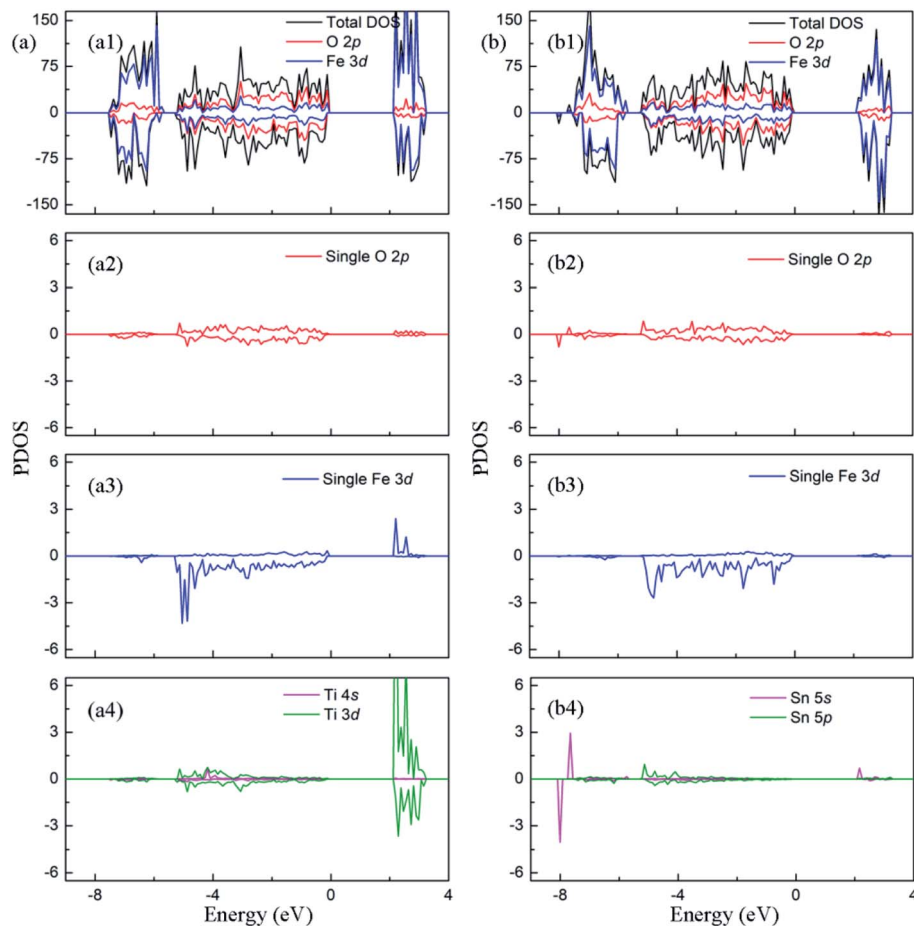 (a)
(a1)
Total DOS
O 2p
Fe 3d
150
75
0
-75
-150
(b)
(b1)
Total DOS
O 2p
Fe 3d
150
75
0
-75
-150
(a2)
Single O 2p
6
3
0
-3
-6
(b2)
Single O 2p
6
3
0
-3
-6
PDOS
PDOS
(a3)
Single Fe 3d
6
3
0
-3
-6
(b3)
Single Fe 3d
6
3
0
-3
-6
(a4)
Ti 4s
Ti 3d
6
3
0
-3
-6
(b4)
Sn 5s
Sn 5p
6
3
0
-3
-6
-8 -4 0 4
Energy (eV)
-8 -4 0 4
Energy (eV)